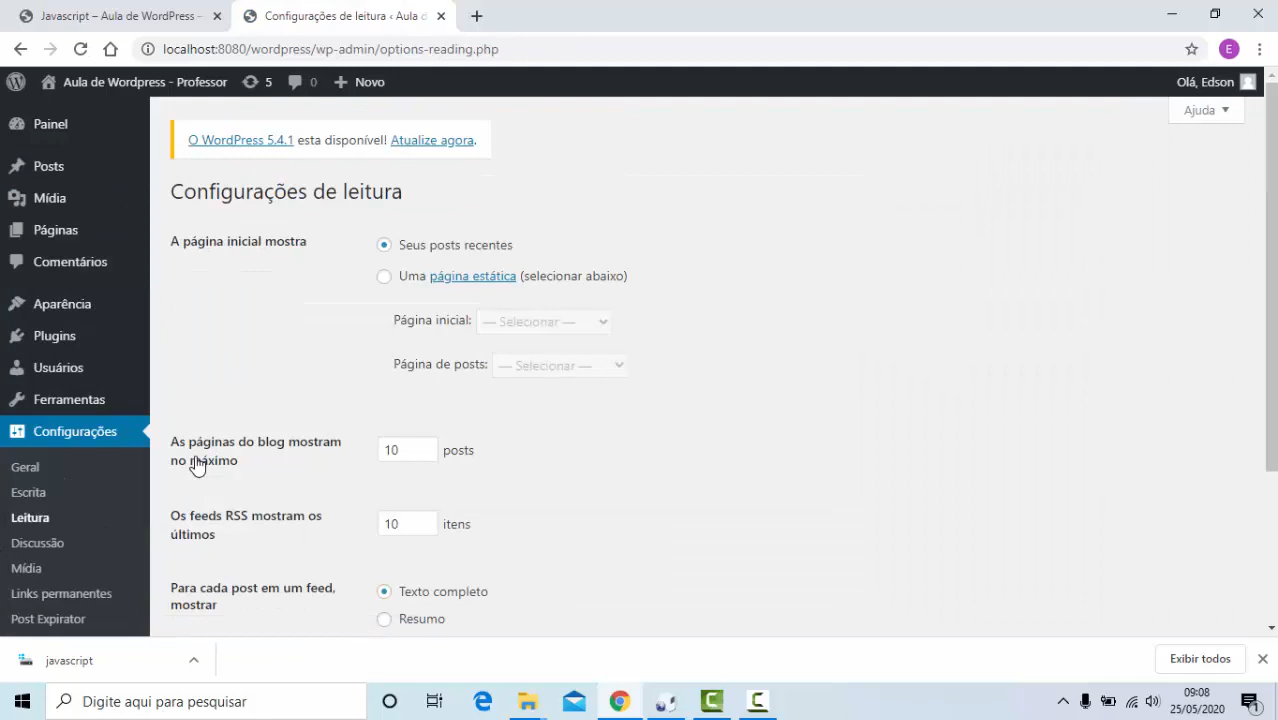 Javascript – Aula de WordPress –
Configurações de leitura ‹ Aula d
localhost:8080/wordpress/wp-admin/options-reading.php
E
Aula de Wordpress - Professor
5
0
Novo
Olá, Edson
Ajuda
Painel
Posts
Mídia
Páginas
Comentários
Aparência
Plugins
Usuários
Ferramentas
Configurações
Geral
Escrita
Leitura
Discussão
Mídia
Links permanentes
Post Expirator
O WordPress 5.4.1 esta disponível! Atualize agora.
Configurações de leitura
A página inicial mostra
Seus posts recentes
Uma página estática (selecionar abaixo)
Página inicial: — Selecionar —
Página de posts: — Selecionar —
As páginas do blog mostram
no máximo
10 posts
Os feeds RSS mostram os
últimos
10 itens
Para cada post em um feed,
mostrar
Texto completo
Resumo
javascript
Exibir todos
Digite aqui para pesquisar
09:08
25/05/2020
1